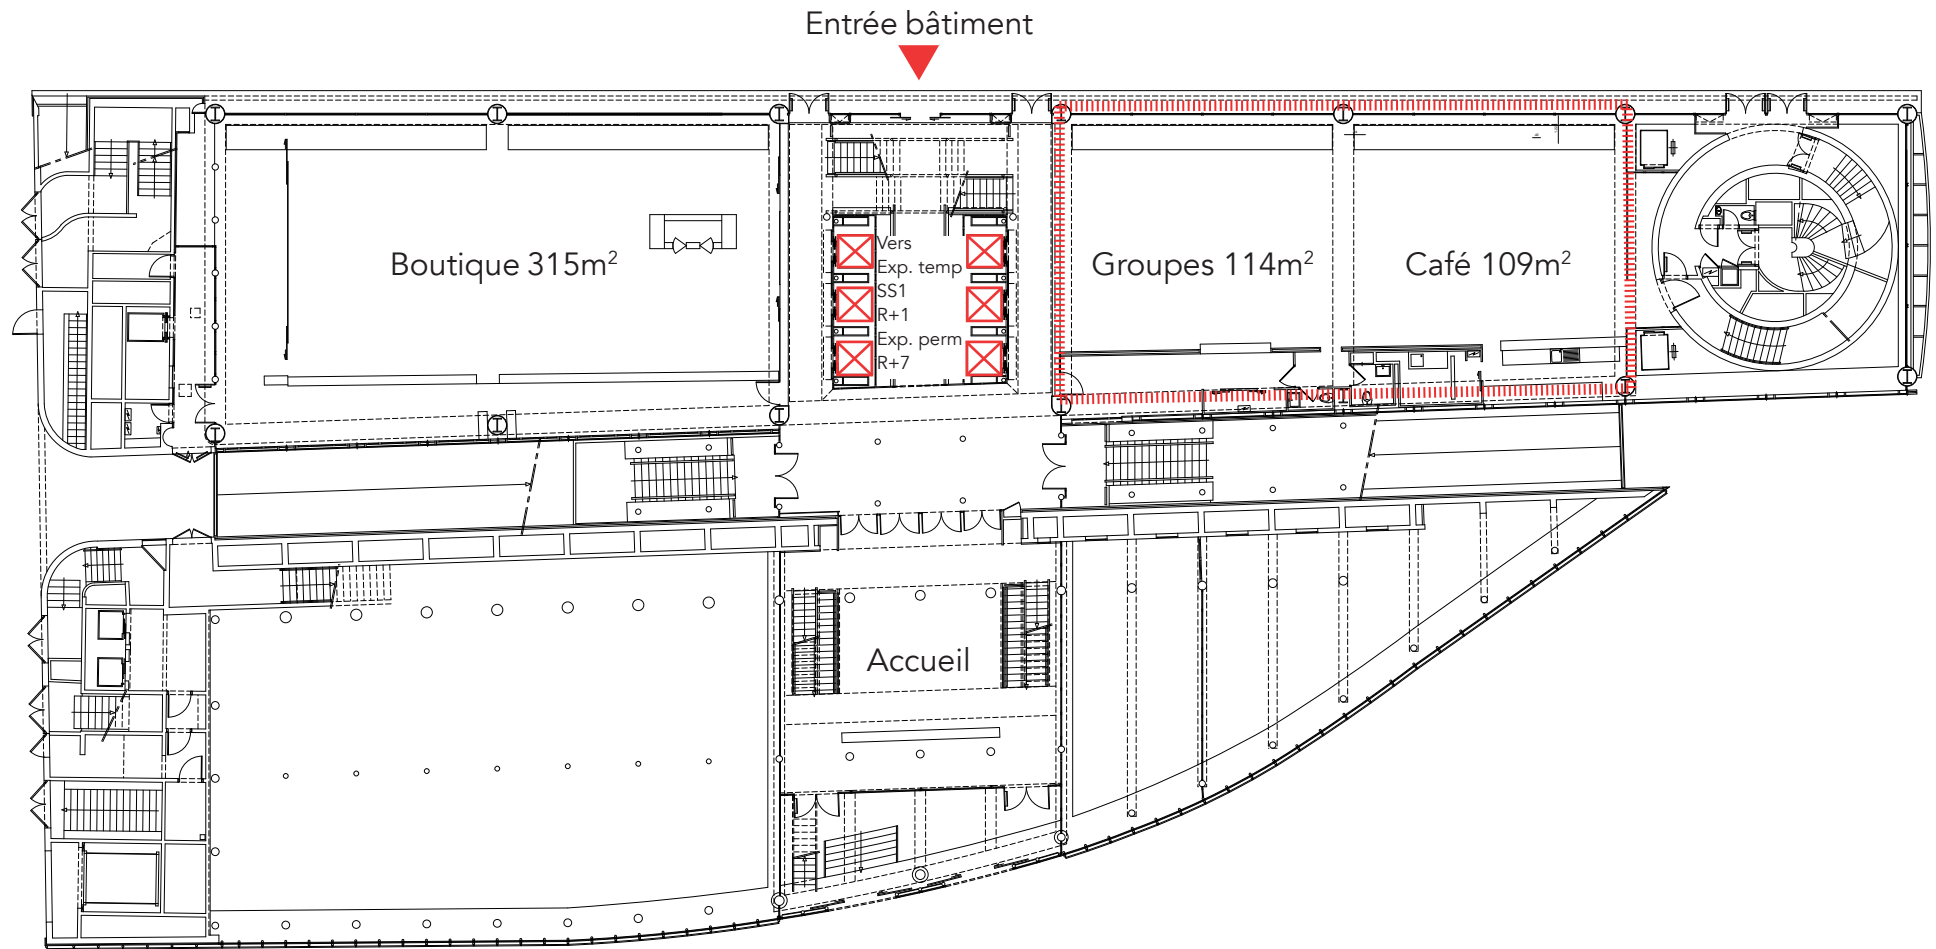 Entrée bâtiment
Boutique 315m²
Vers
Exp. temp
SS1
R+1
Exp. perm
R+7
Groupes 114m²
Café 109m²
Accueil